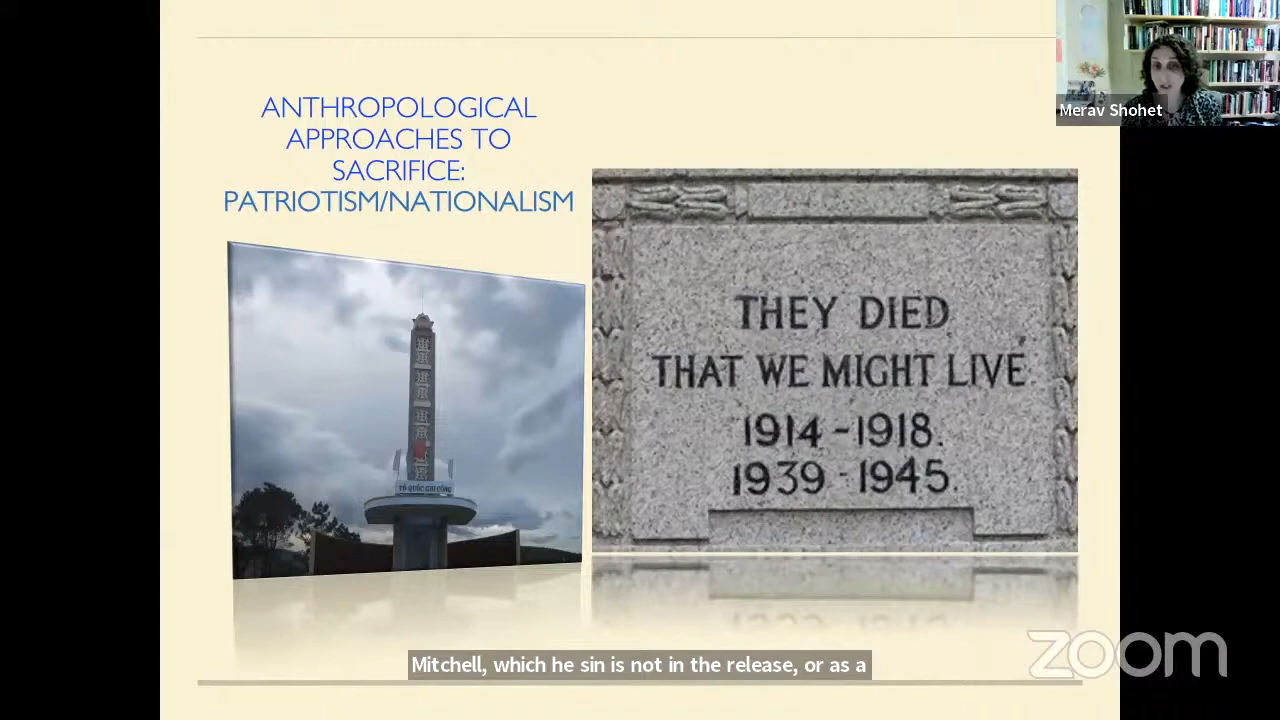 ANTHROPOLOGICAL
APPROACHES TO
SACRIFICE:
PATRIOTISM/NATIONALISM
Merav Shohet
TỔ QUỐC GHI CÔNG
THEY DIED
THAT WE MIGHT LIVE
1914 - 1918.
1939 - 1945.
Mitchell, which he sin is not in the release, or as a
zoom